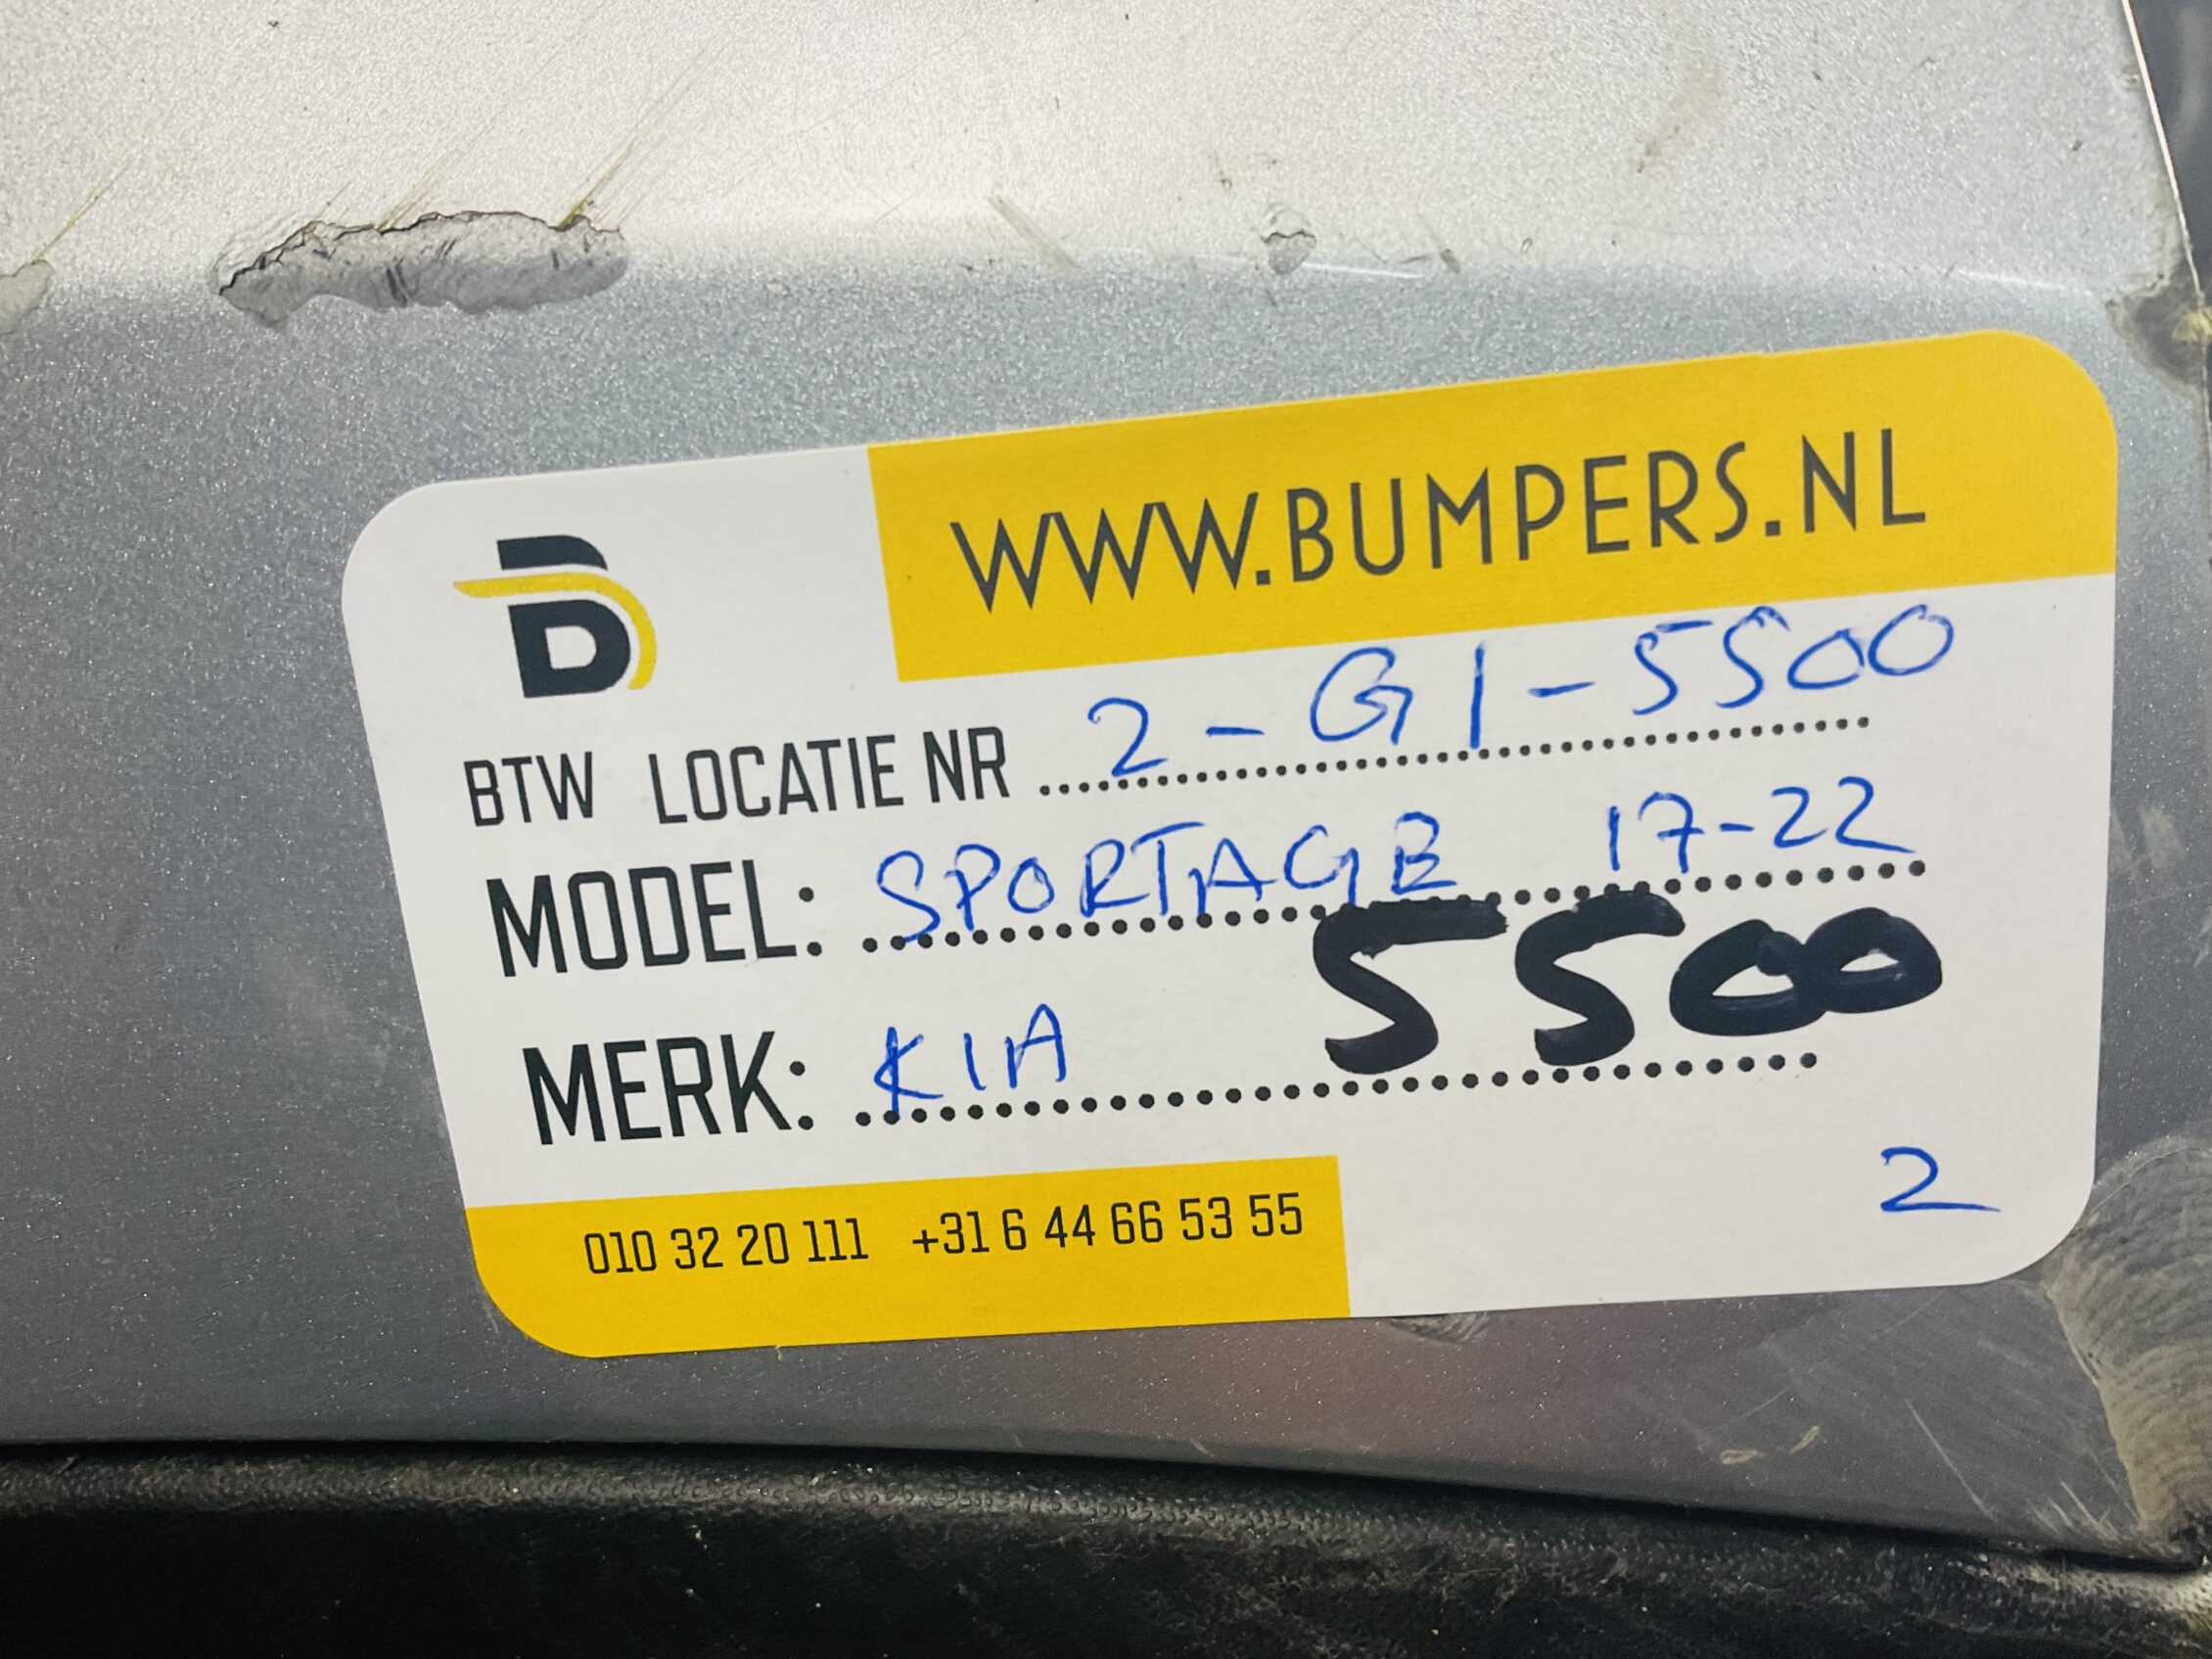 WWW.BUMPERS.NL
B
BTW LOCATIE NR 2-G1-5500
MODEL: SPORTAGE 17-22
5500
MERK: KIA
2
010 32 20 111 +31 6 44 66 53 55